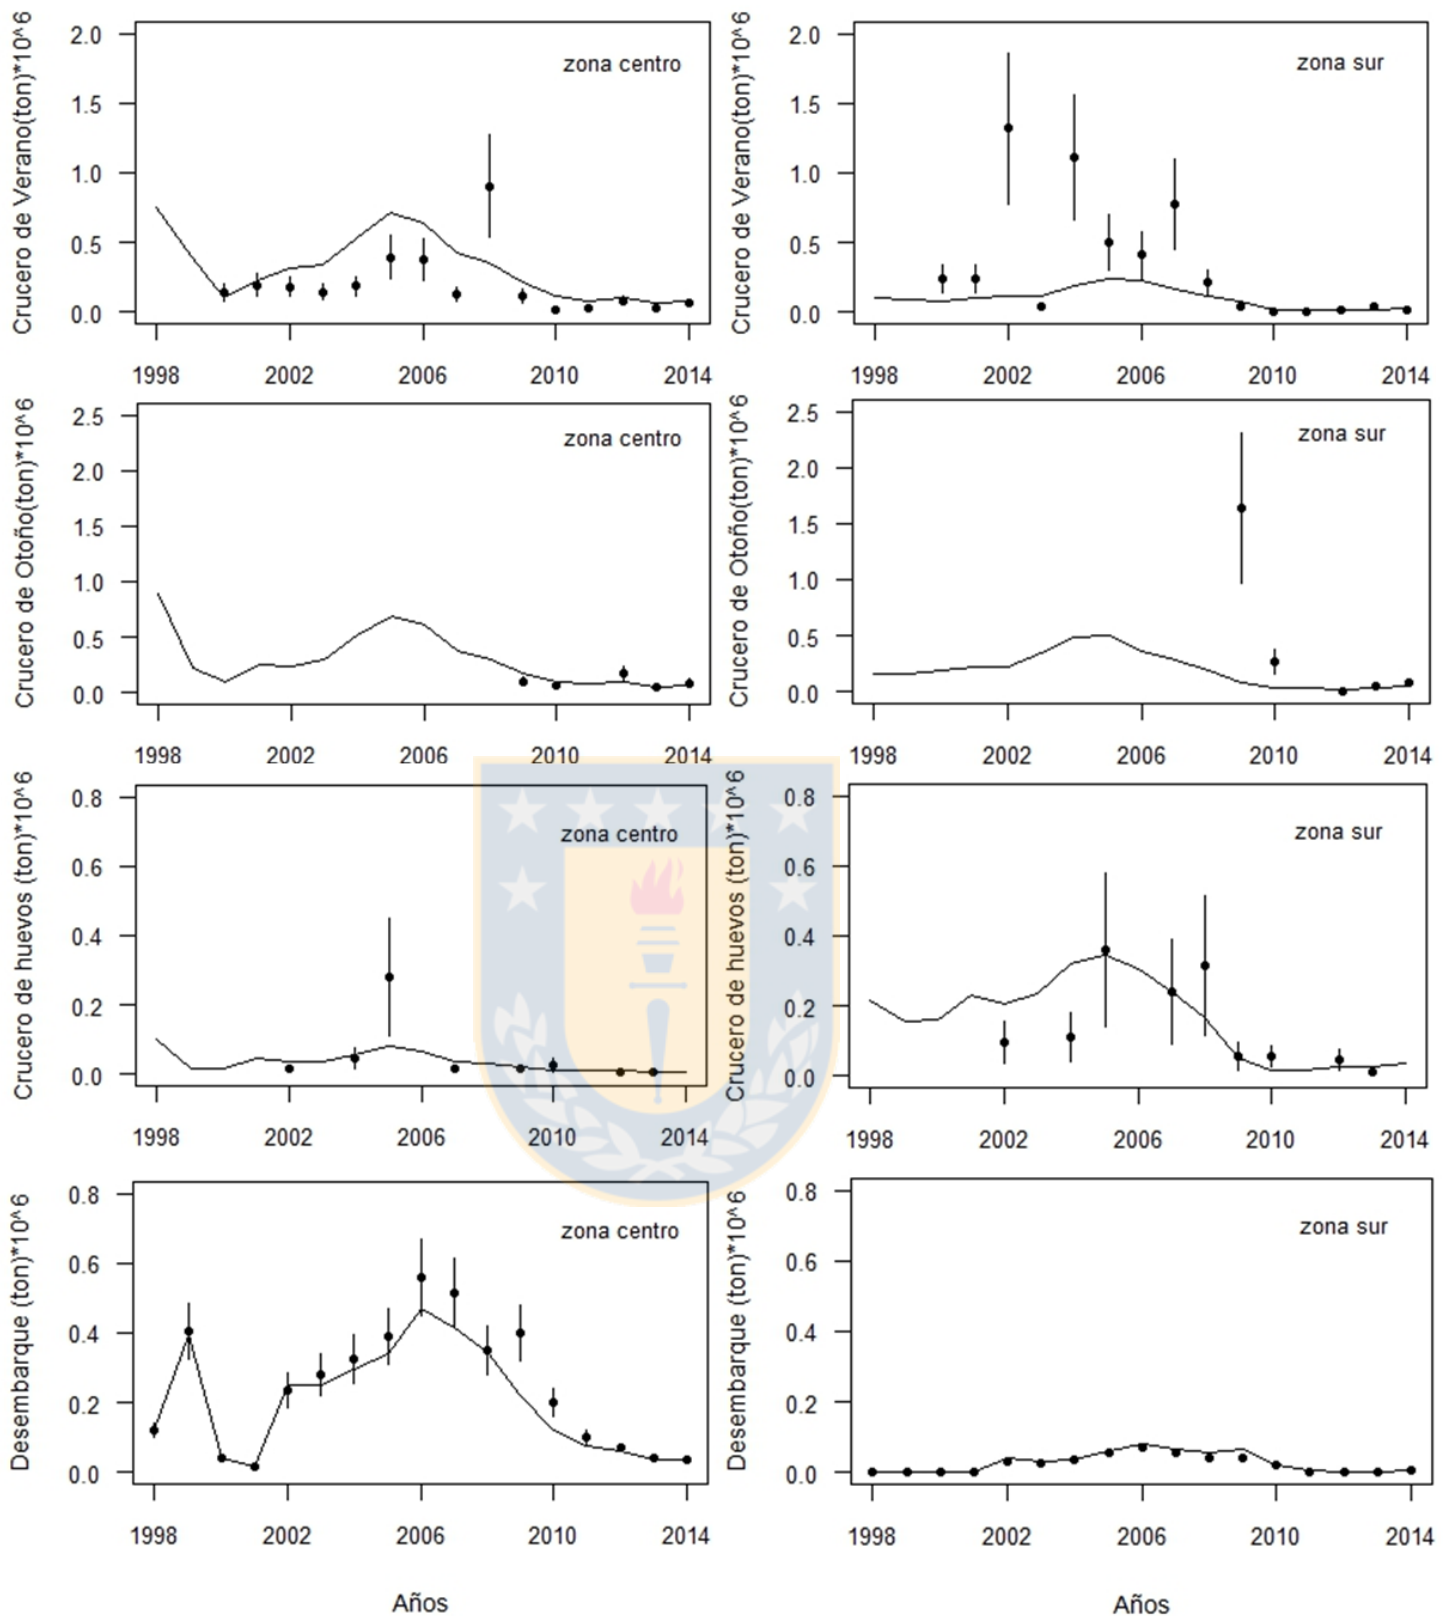 Crucero de Verano(ton)*10^6
2.0
1.5
1.0
0.5
0.0
zona centro
1998 2002 2006 2010 2014
Crucero de Verano(ton)*10^6
2.0
1.5
1.0
0.5
0.0
zona sur
1998 2002 2006 2010 2014
Crucero de Otoño(ton)*10^6
2.5
2.0
1.5
1.0
0.5
0.0
zona centro
1998 2002 2006 2010 2014
Crucero de Otoño(ton)*10^6
2.5
2.0
1.5
1.0
0.5
0.0
zona sur
1998 2002 2006 2010 2014
Crucero de huevos (ton)*10^6
0.8
0.6
0.4
0.2
0.0
zona centro
1998 2002 2006 2010 2014
Crucero de huevos (ton)*10^6
0.8
0.6
0.4
0.2
0.0
zona sur
1998 2002 2006 2010 2014
Desembarque (ton)*10^6
0.8
0.6
0.4
0.2
0.0
zona centro
1998 2002 2006 2010 2014
Años
Desembarque (ton)*10^6
0.8
0.6
0.4
0.2
0.0
zona sur
1998 2002 2006 2010 2014
Años